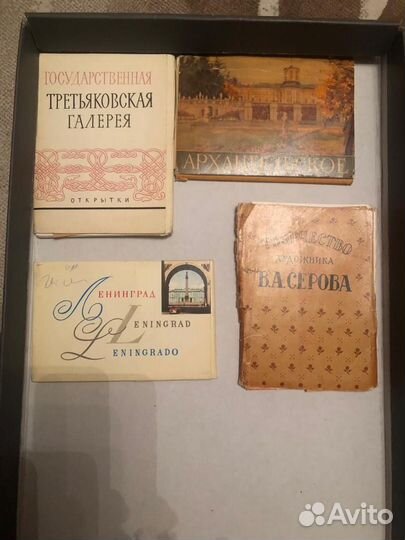 ГОСУДАРСТВЕННАЯ
ТРЕТЬЯКОВСКАЯ
ГАЛЕРЕЯ
ОТКРЫТКИ
АРХАНГЕЛЬСКОЕ
ЛЕНИНГРАД
LENINGRAD
LENINGRADO
ТВОРЧЕСТВО
ХУДОЖНИКА
В.А.СЕРОВА
Avito